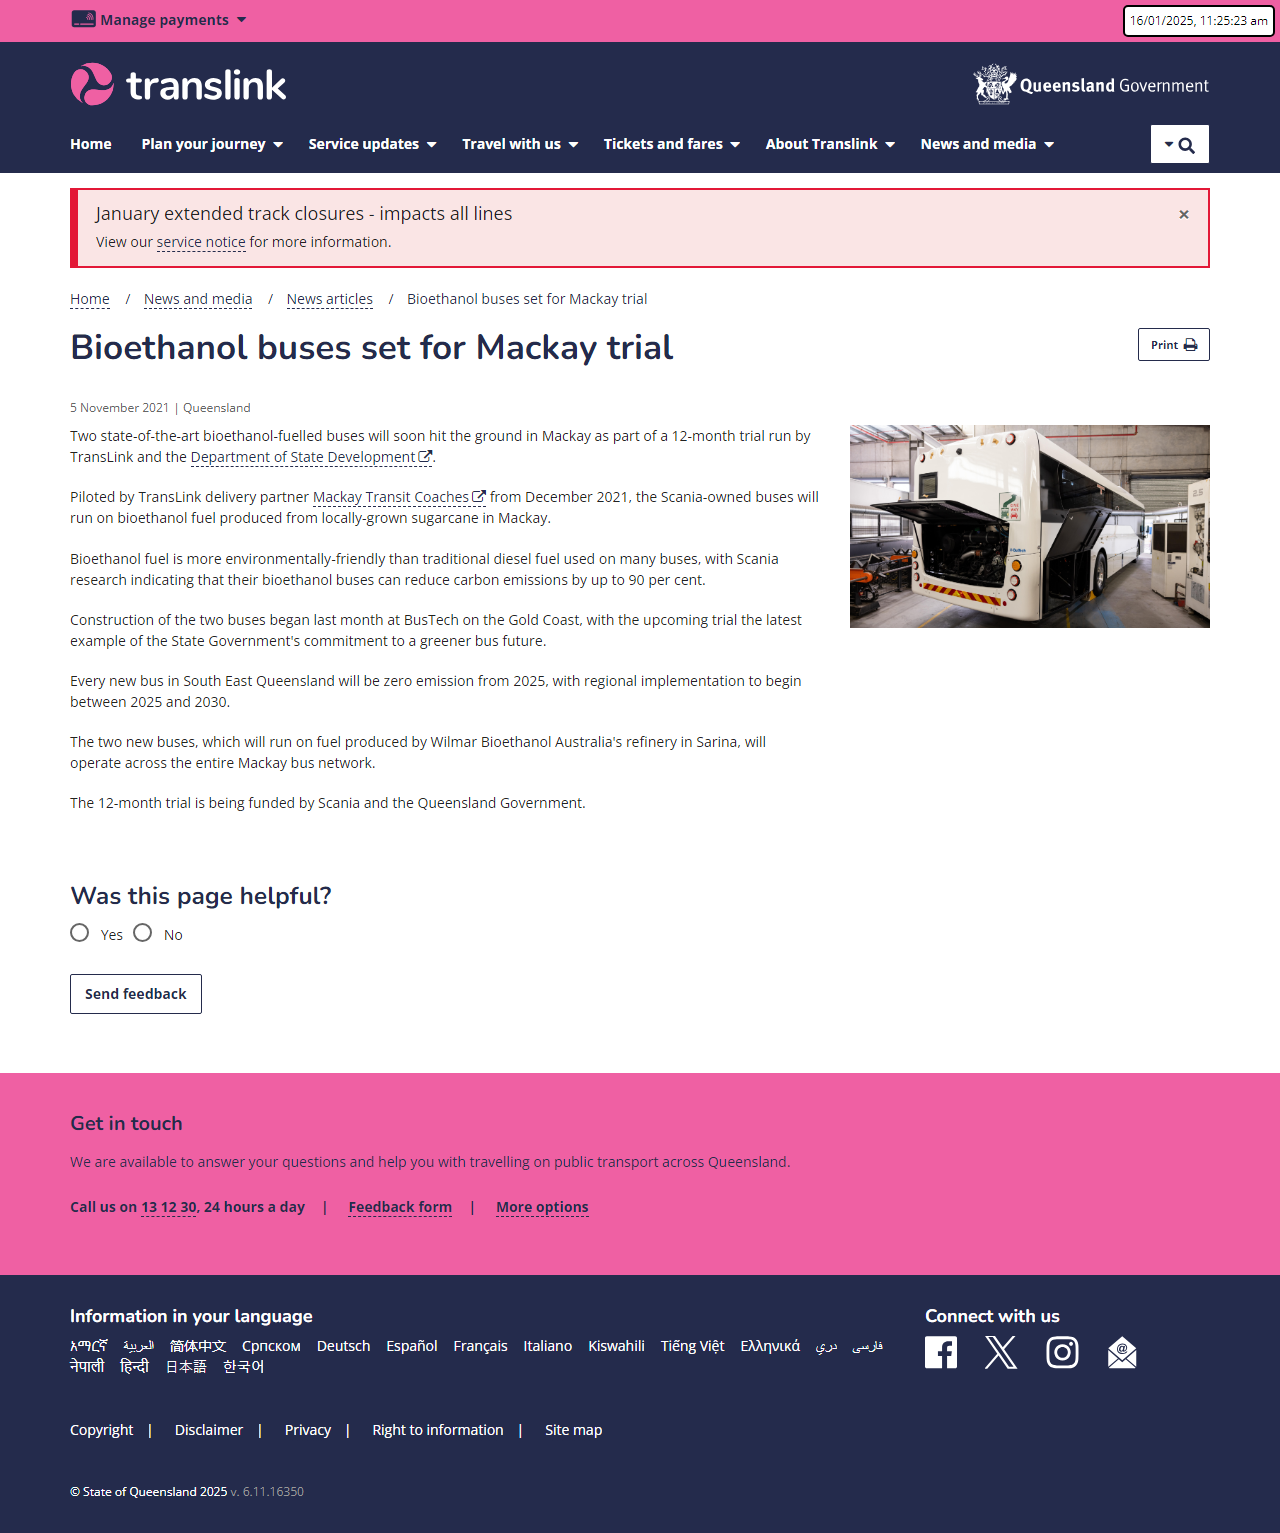 Manage payments
16/01/2025, 11:25:23 am
translink
Queensland Government
Home Plan your journey Service updates Travel with us Tickets and fares About Translink News and media
January extended track closures - impacts all lines
×
View our service notice for more information.
Home / News and media / News articles / Bioethanol buses set for Mackay trial
Bioethanol buses set for Mackay trial
Print
5 November 2021 | Queensland
Two state-of-the-art bioethanol-fuelled buses will soon hit the ground in Mackay as part of a 12-month trial run by
TransLink and the Department of State Development.
Piloted by TransLink delivery partner Mackay Transit Coaches from December 2021, the Scania-owned buses will
run on bioethanol fuel produced from locally-grown sugarcane in Mackay.
Bioethanol fuel is more environmentally-friendly than traditional diesel fuel used on many buses, with Scania
research indicating that their bioethanol buses can reduce carbon emissions by up to 90 per cent.
Construction of the two buses began last month at BusTech on the Gold Coast, with the upcoming trial the latest
example of the State Government's commitment to a greener bus future.
Every new bus in South East Queensland will be zero emission from 2025, with regional implementation to begin
between 2025 and 2030.
The two new buses, which will run on fuel produced by Wilmar Bioethanol Australia's refinery in Sarina, will
operate across the entire Mackay bus network.
The 12-month trial is being funded by Scania and the Queensland Government.
Was this page helpful?
Yes No
Send feedback
Get in touch
We are available to answer your questions and help you with travelling on public transport across Queensland.
Call us on 13 12 30, 24 hours a day | Feedback form | More options
Information in your language
አማርኛ العربية 简体中文 Српском Deutsch Español Français Italiano Kiswahili Tiếng Việt Ελληνικά دري فارسی
नेपाली हिन्दी 日本語 한국어
Connect with us
Copyright | Disclaimer | Privacy | Right to information | Site map
© State of Queensland 2025 v. 6.11.16350